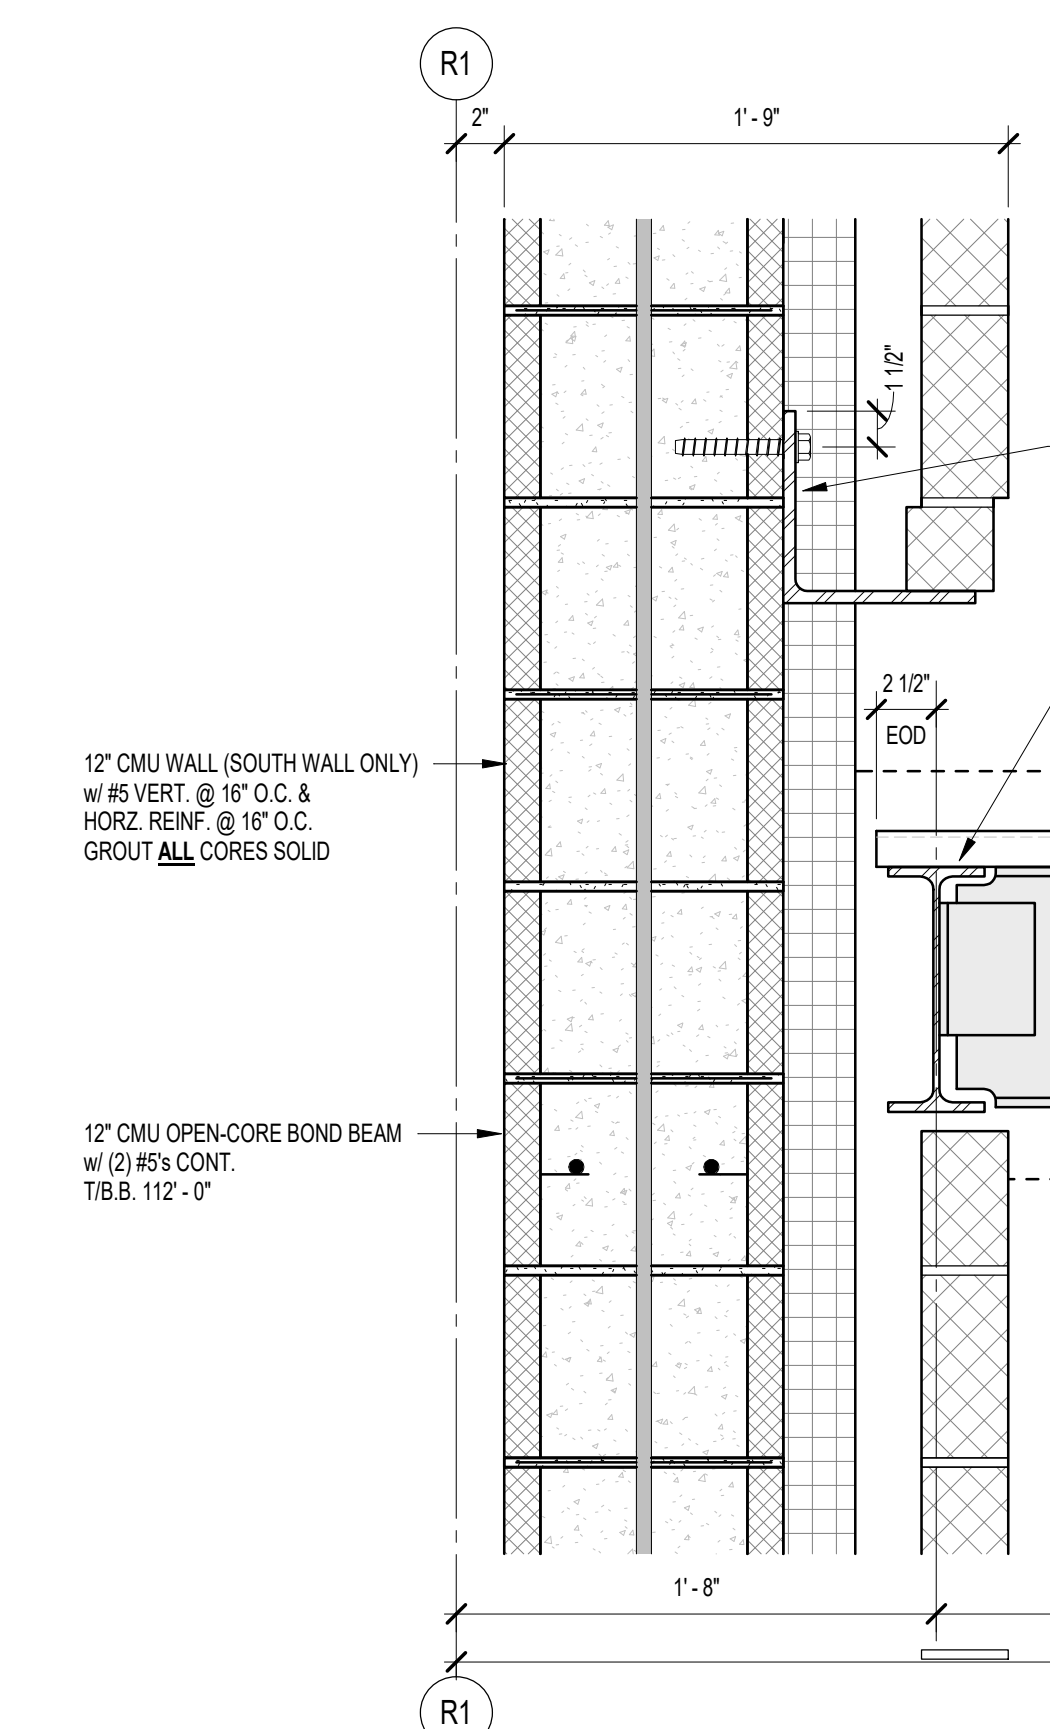 R1
2"
1' - 9"
1 1/2"
2 1/2"
EOD
12" CMU WALL (SOUTH WALL ONLY)
w/ #5 VERT. @ 16" O.C. &
HORZ. REINF. @ 16" O.C.
GROUT ALL CORES SOLID
12" CMU OPEN-CORE BOND BEAM
w/ (2) #5's CONT.
T/B.B. 112' - 0"
1' - 8"
R1